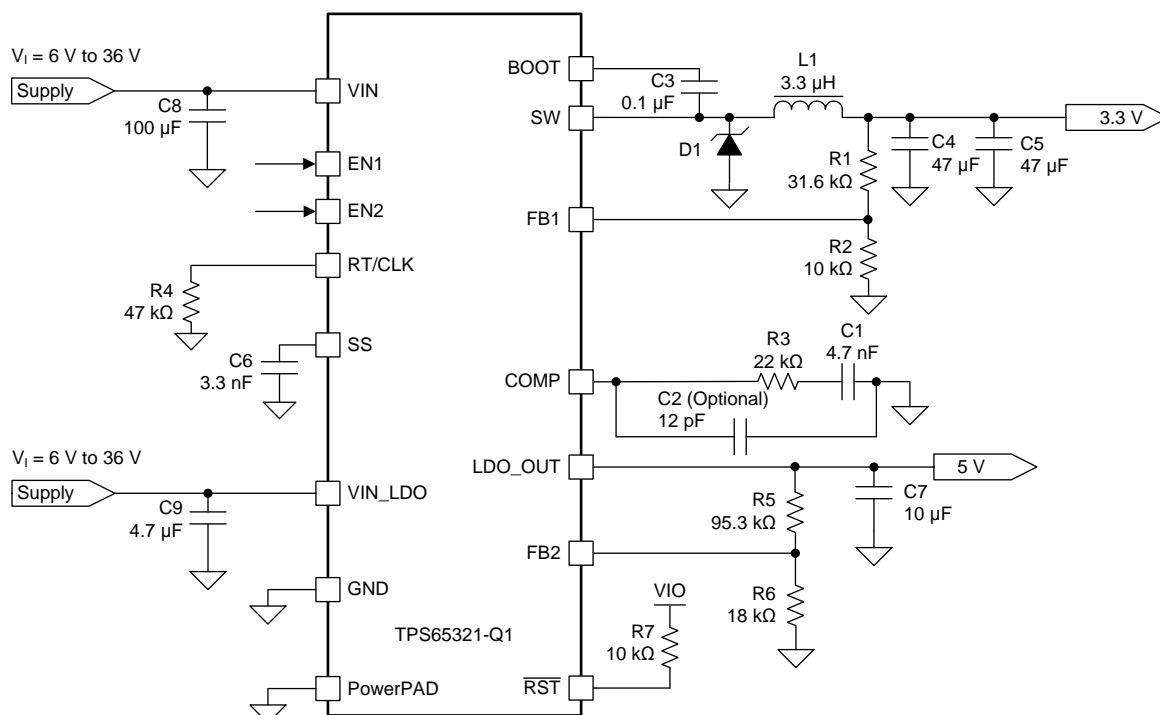 V_I = 6 V to 36 V
Supply
C8
100 µF
VIN
EN1
EN2
RT/CLK
R4
47 kΩ
SS
C6
3.3 nF
V_I = 6 V to 36 V
Supply
C9
4.7 µF
VIN_LDO
GND
TPS65321-Q1
PowerPAD
BOOT
C3
0.1 µF
SW
D1
L1
3.3 µH
3.3 V
R1
31.6 kΩ
C4
47 µF
C5
47 µF
FB1
R2
10 kΩ
COMP
R3
22 kΩ
C1
4.7 nF
C2 (Optional)
12 pF
LDO_OUT
5 V
R5
95.3 kΩ
C7
10 µF
FB2
R6
18 kΩ
VIO
R7
10 kΩ
RST